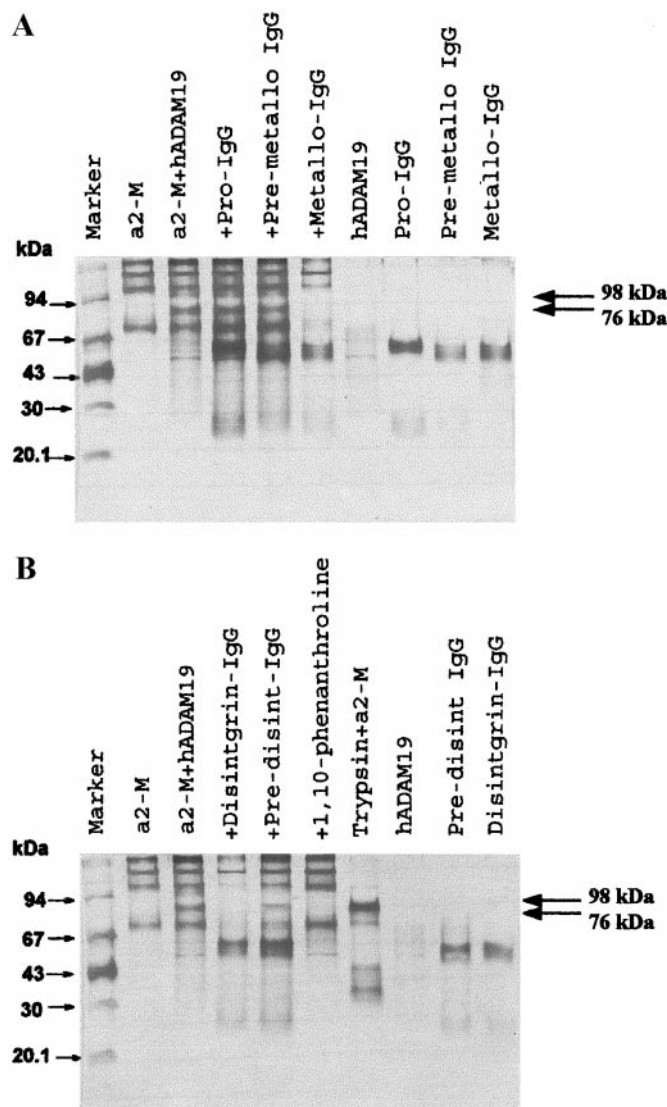 A
Marker
a2-M
a2-M+hADAM19
+Pro-IgG
+Pre-metallo IgG
+Metallo-IgG
hADAM19
Pro-IgG
Pre-metallo IgG
Metallo-IgG
kDa
94
67
43
30
20.1
98 kDa
76 kDa
B
Marker
a2-M
a2-M+hADAM19
+Disintgrin-IgG
+Pre-disint-IgG
+1,10-phenanthroline
Trypsin+a2-M
hADAM19
Pre-disint IgG
Disintgrin-IgG
kDa
94
67
43
30
20.1
98 kDa
76 kDa